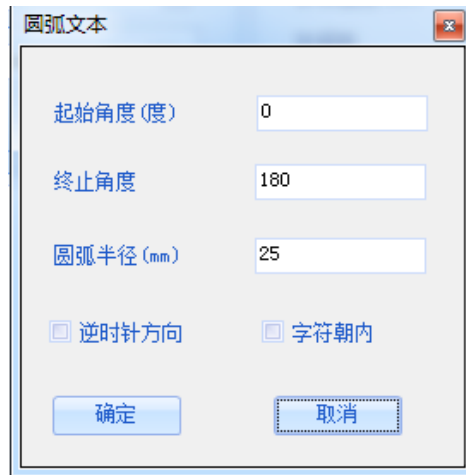 圆弧文本
起始角度(度) 0
终止角度 180
圆弧半径(mm) 25
逆时针方向 字符朝内
确定 取消